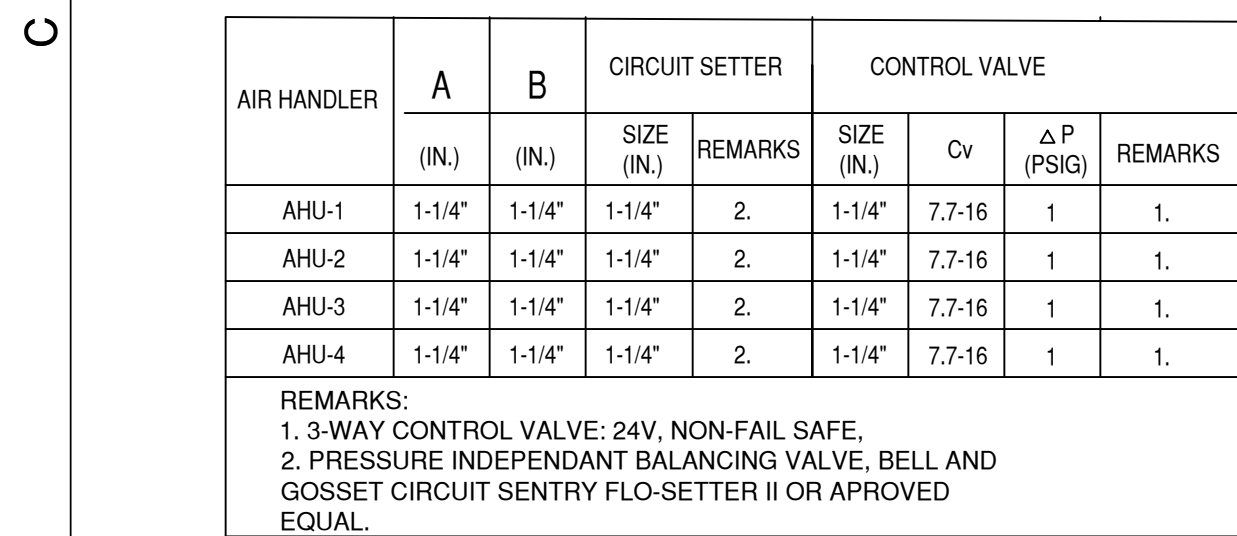 C
AIR HANDLER A B CIRCUIT SETTER CONTROL VALVE
(IN.) (IN.) SIZE (IN.) REMARKS SIZE (IN.) Cv △ P (PSIG) REMARKS
AHU-1 1-1/4" 1-1/4" 1-1/4" 2. 1-1/4" 7.7-16 1 1.
AHU-2 1-1/4" 1-1/4" 1-1/4" 2. 1-1/4" 7.7-16 1 1.
AHU-3 1-1/4" 1-1/4" 1-1/4" 2. 1-1/4" 7.7-16 1 1.
AHU-4 1-1/4" 1-1/4" 1-1/4" 2. 1-1/4" 7.7-16 1 1.
REMARKS:
1. 3-WAY CONTROL VALVE: 24V, NON-FAIL SAFE,
2. PRESSURE INDEPENDANT BALANCING VALVE, BELL AND
GOSSET CIRCUIT SENTRY FLO-SETTER II OR APROVED
EQUAL.